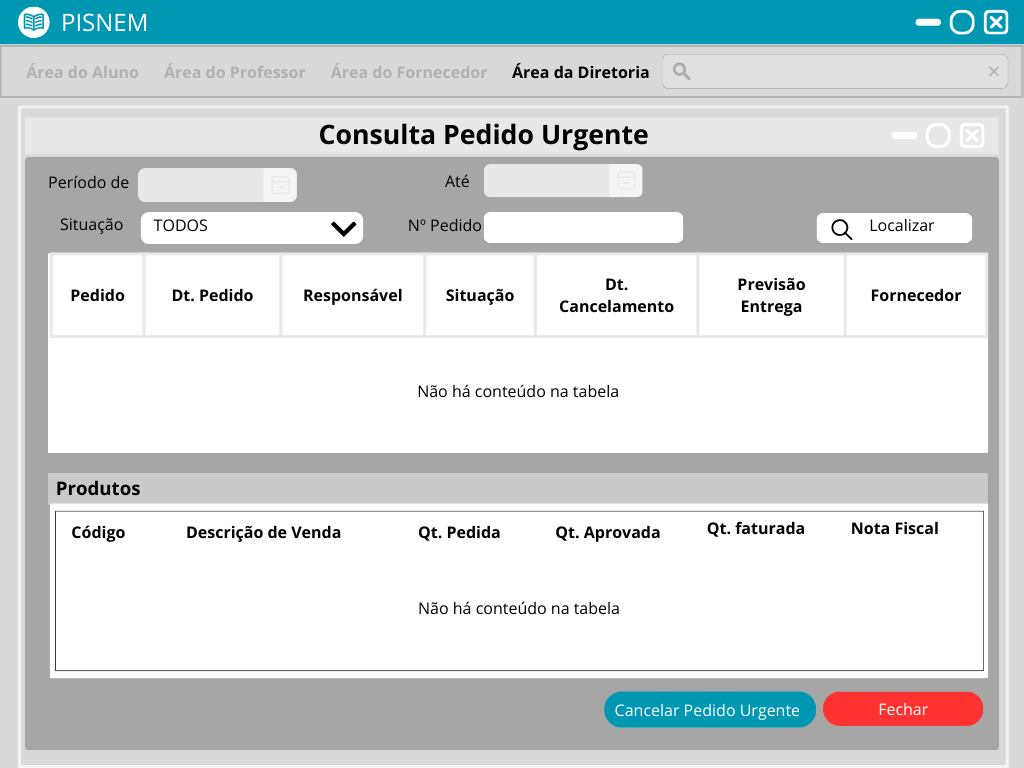 PISNEM
Área do Aluno Área do Professor Área do Fornecedor Área da Diretoria
Consulta Pedido Urgente
Período de Até
Situação TODOS Nº Pedido Localizar
Pedido Dt. Pedido Responsável Situação Dt. Cancelamento Previsão Entrega Fornecedor
Não há conteúdo na tabela
Produtos
Código Descrição de Venda Qt. Pedida Qt. Aprovada Qt. faturada Nota Fiscal
Não há conteúdo na tabela
Cancelar Pedido Urgente Fechar